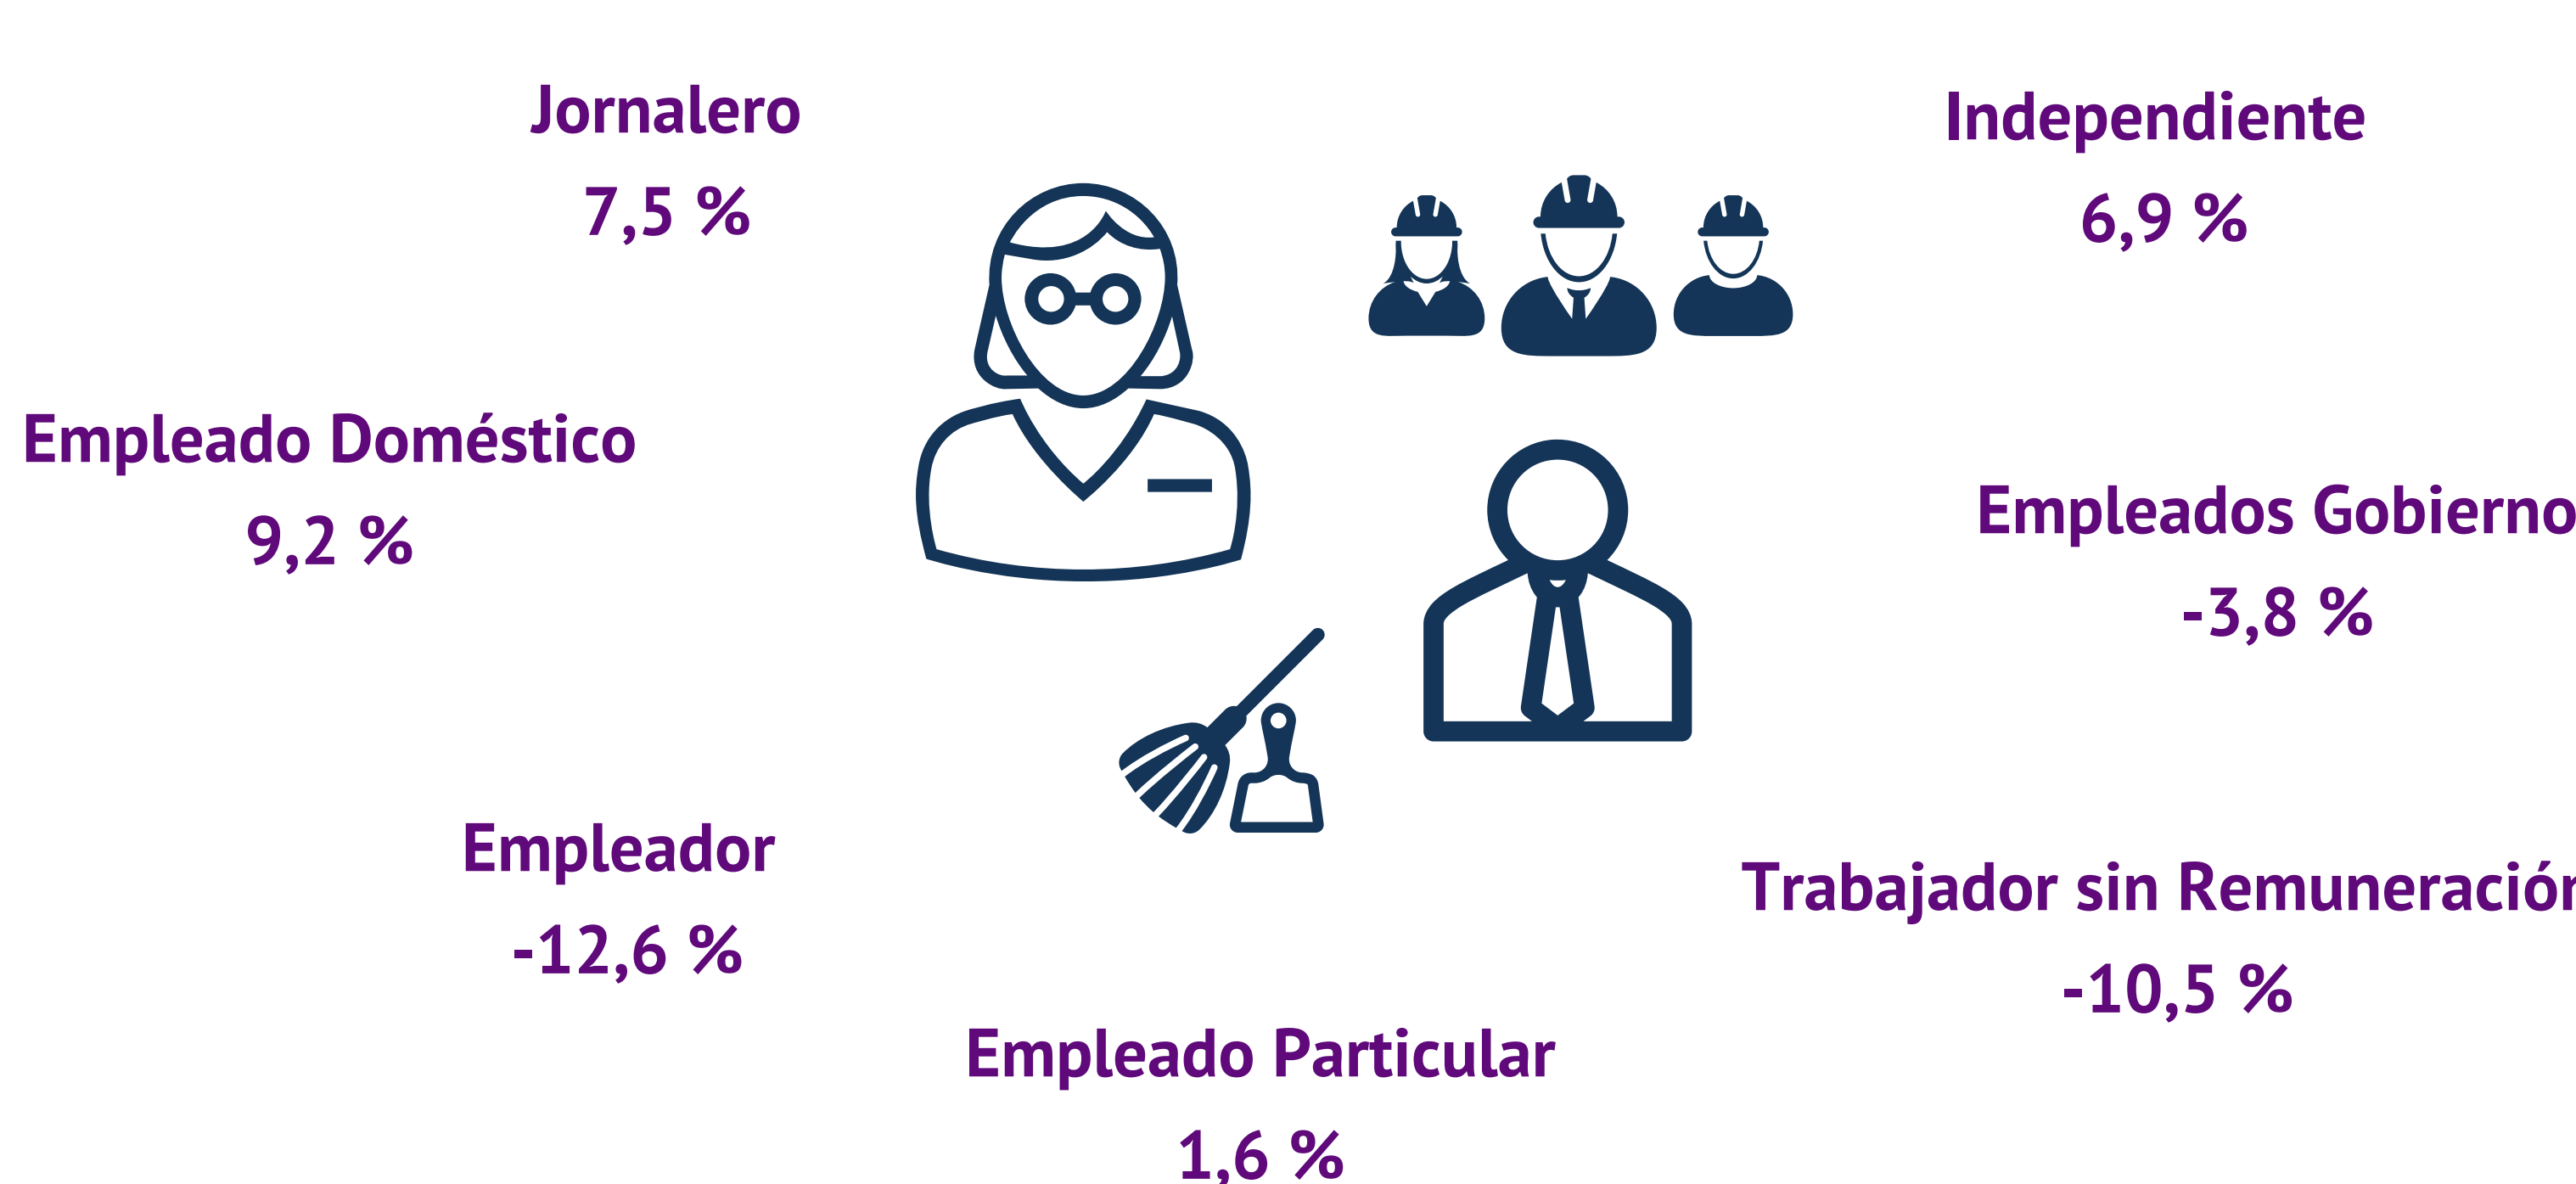 Jornalero
7,5 %
Independiente
6,9 %
Empleado Doméstico
9,2 %
Empleados Gobierno
-3,8 %
Empleador
-12,6 %
Trabajador sin Remuneración
-10,5 %
Empleado Particular
1,6 %